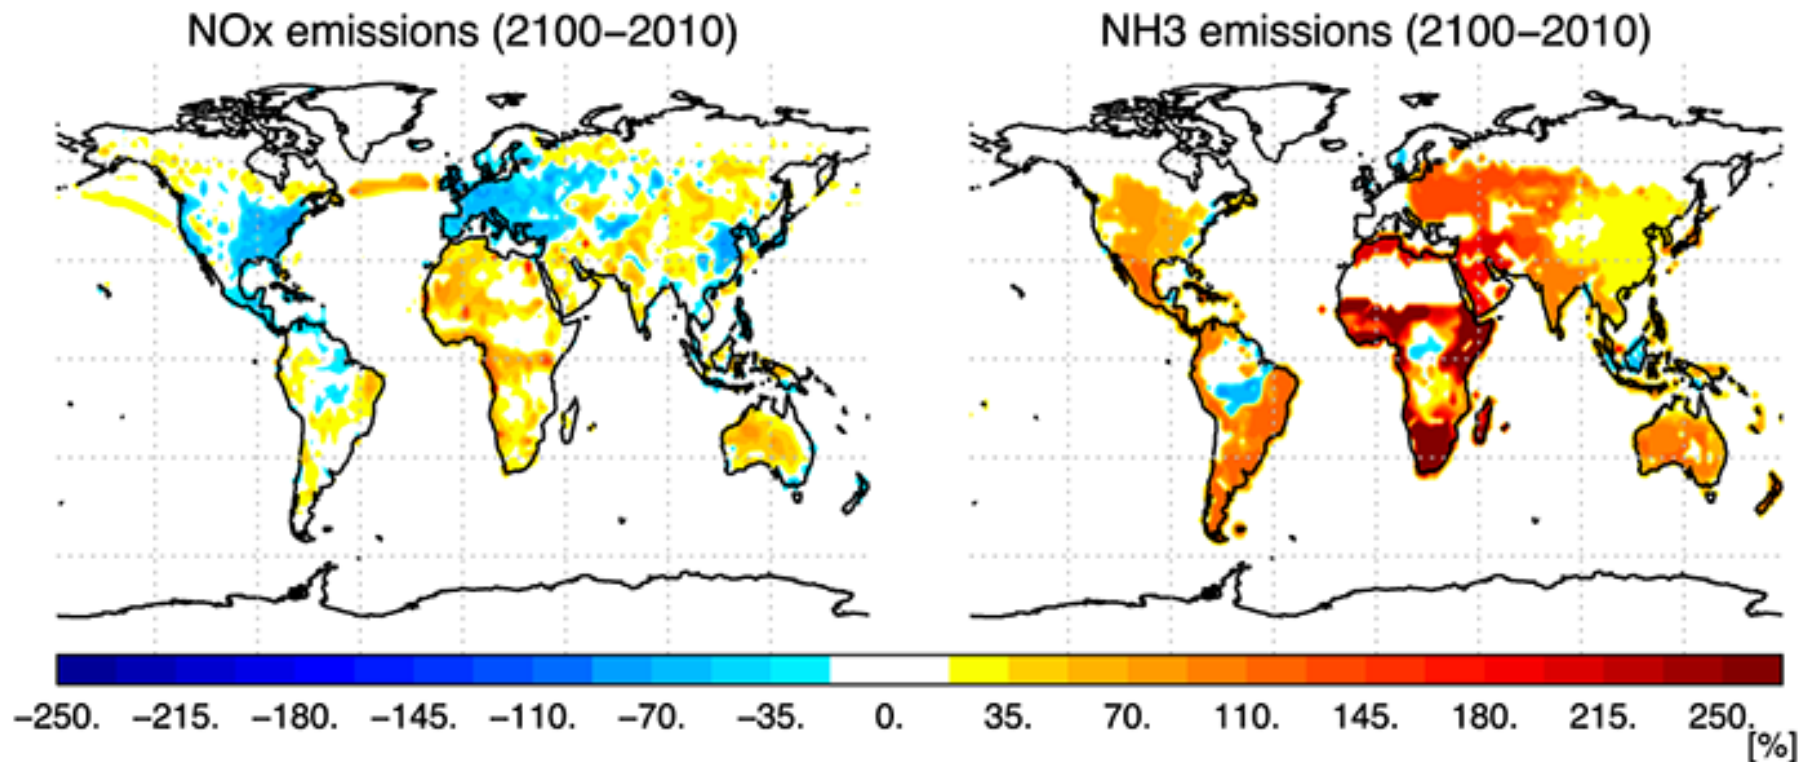 NOx emissions (2100−2010) NH3 emissions (2100−2010)
−250. −215. −180. −145. −110. −70. −35. 0. 35. 70. 110. 145. 180. 215. 250.
[%]